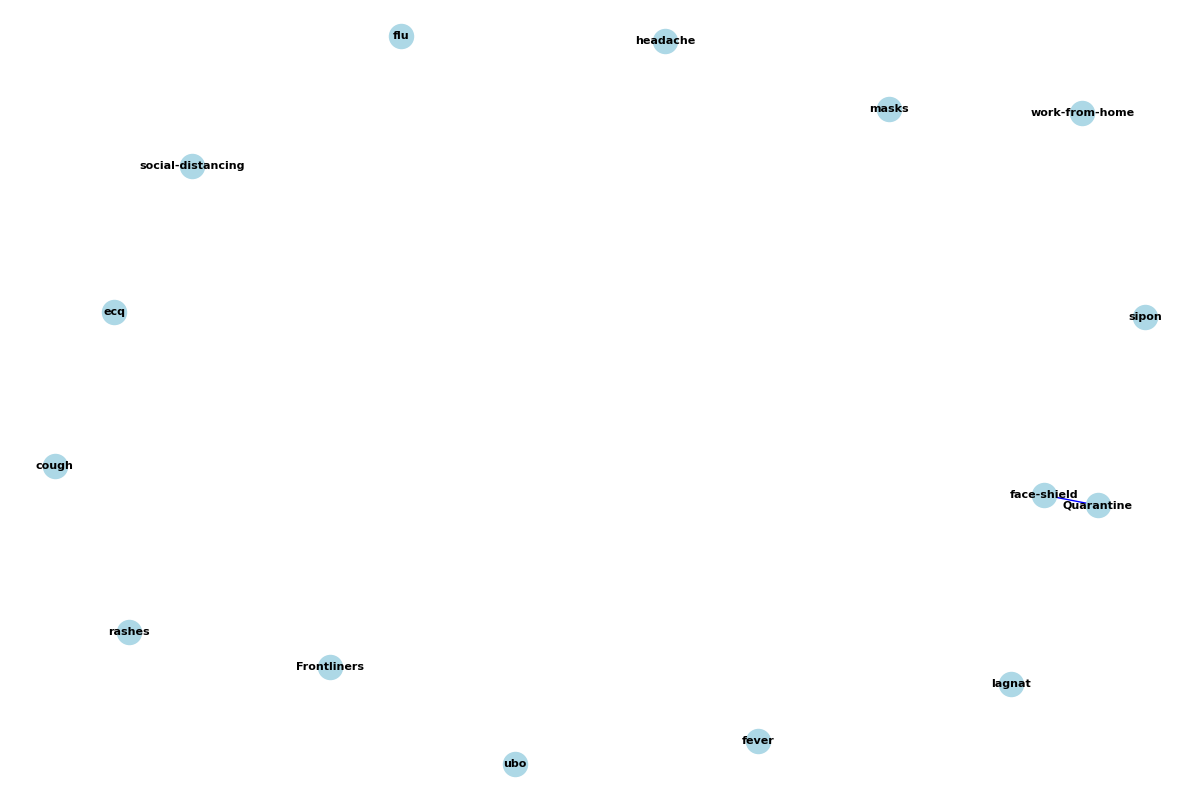 flu
headache
masks
work-from-home
social-distancing
ecq
sipon
cough
face-shield
Quarantine
rashes
Frontliners
lagnat
fever
ubo